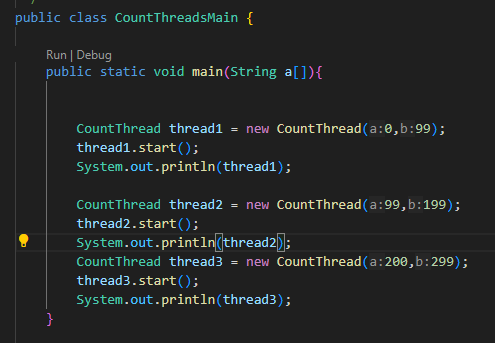 public class CountThreadsMain {
Run | Debug
public static void main(String a[]){
CountThread thread1 = new CountThread(a:0,b:99);
thread1.start();
System.out.println(thread1);
CountThread thread2 = new CountThread(a:99,b:199);
thread2.start();
System.out.println(thread2);
CountThread thread3 = new CountThread(a:200,b:299);
thread3.start();
System.out.println(thread3);
}